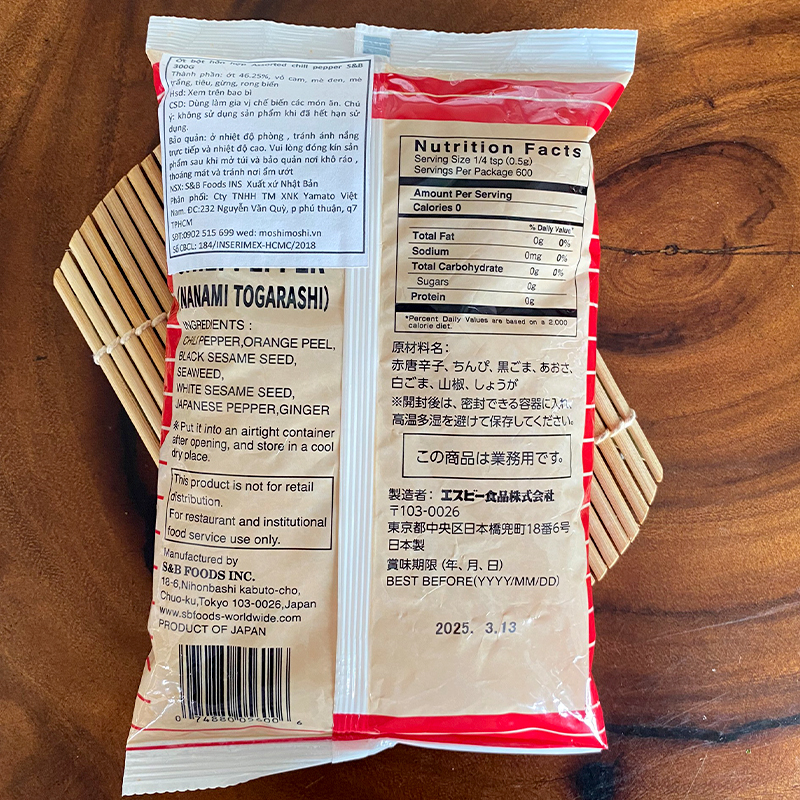 Ớt bột hỗn hợp Assorted chili pepper S&B
300G
Thành phần: ớt 46.25%, vỏ cam, mè đen, mè
trắng, tiêu, gừng, rong biển
Hsd: Xem trên bao bì
CSD: Dùng làm gia vị chế biến các món ăn. Chú
ý: không sử dụng sản phẩm khi đã hết hạn sử
dụng.
Bảo quản: ở nhiệt độ phòng , tránh ánh nắng
trực tiếp và nhiệt độ cao. Vui lòng đóng kín sản
phẩm sau khi mở túi và bảo quản nơi khô ráo ,
thoáng mát và tránh nơi ẩm ướt
NSX: S&B Foods INS Xuất xứ Nhật Bản
Phân phối: Cty TNHH TM XNK Yamato Việt
Nam. ĐC:232 Nguyễn Văn Quỳ, p phú thuận, q7
TPHCM
SĐT:0902 515 699 wed: moshimoshi.vn
Số CBCL: 184/INSERIMEX-HCMC/2018
(NANAMI TOGARASHI)
INGREDIENTS :
CHILI PEPPER,ORANGE PEEL,
BLACK SESAME SEED,
SEAWEED,
WHITE SESAME SEED,
JAPANESE PEPPER,GINGER
※Put it into an airtight container
after opening, and store in a cool
dry place.
This product is not for retail
distribution.
For restaurant and institutional
food service use only.
Manufactured by
S&B FOODS INC.
18-6,Nihonbashi kabuto-cho,
Chuo-ku,Tokyo 103-0026,Japan
www.sbfoods-worldwide.com
PRODUCT OF JAPAN
0 74880 09400 6
Nutrition Facts
Serving Size 1/4 tsp (0.5g)
Servings Per Package 600
Amount Per Serving
Calories 0
% Daily Value*
Total Fat 0g 0%
Sodium 0mg 0%
Total Carbohydrate 0g 0%
Sugars 0g
Protein 0g
*Percent Daily Values are based on a 2,000
calorie diet.
原材料名：
赤唐辛子、ちんぴ、黒ごま、あおさ、
白ごま、山椒、しょうが
※開封後は、密封できる容器に入れ、
高温多湿を避けて保存してください。
この商品は業務用です。
製造者：エスビー食品株式会社
〒103-0026
東京都中央区日本橋兜町18番6号
日本製
賞味期限（年、月、日）
BEST BEFORE(YYYY/MM/DD)
2025. 3.13